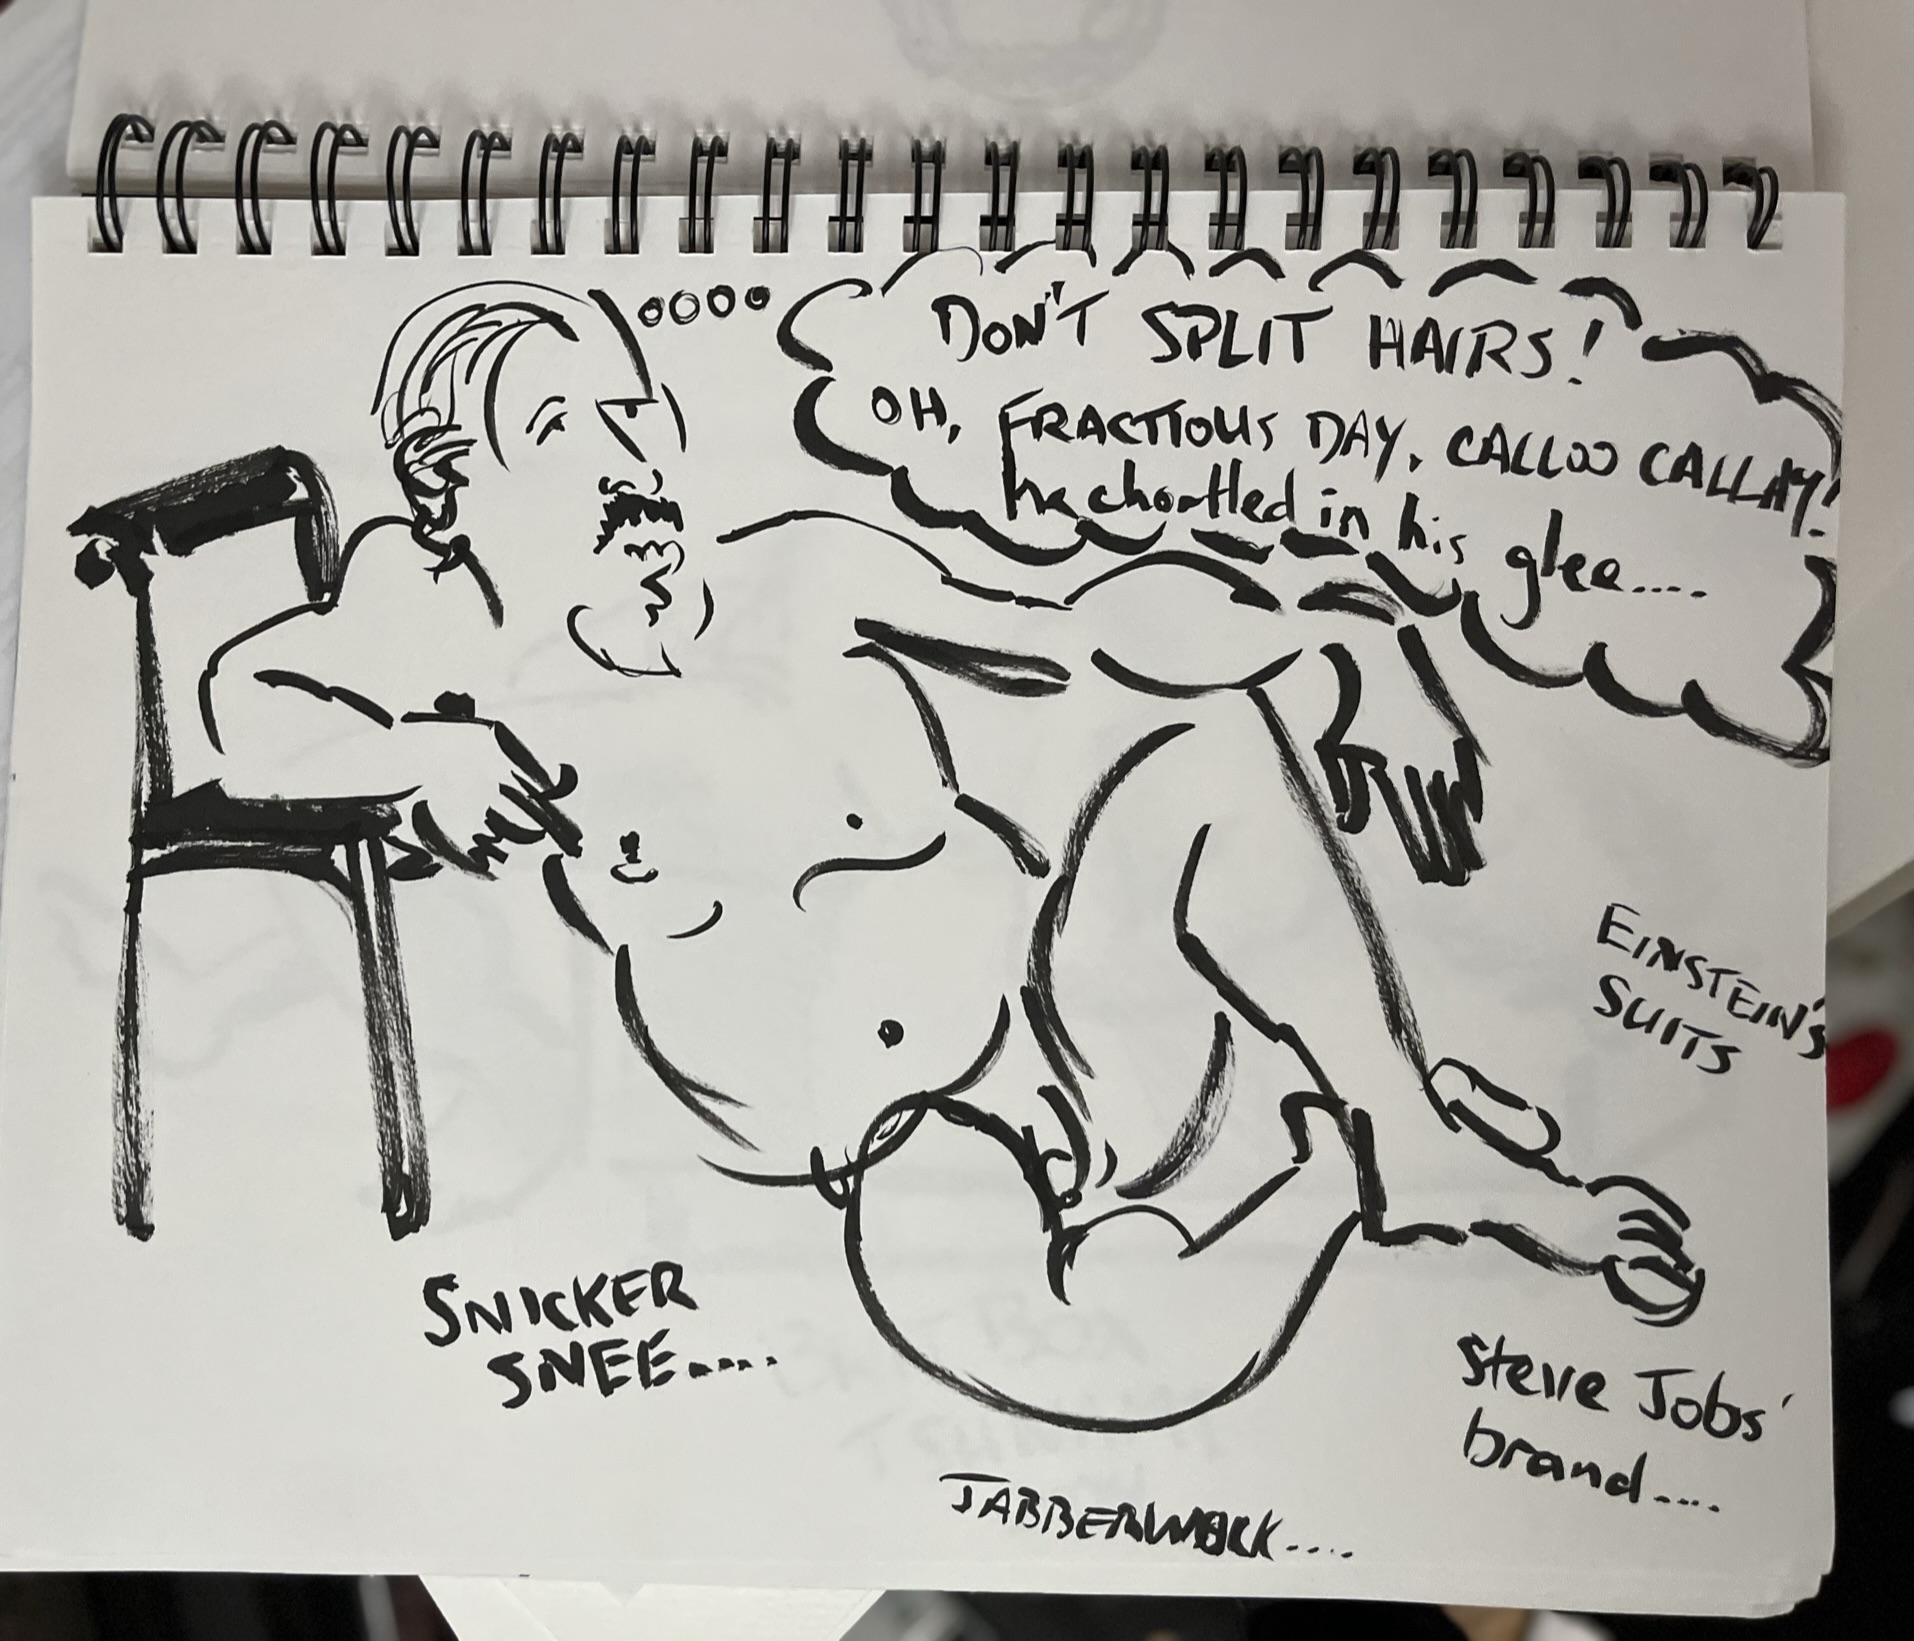 DON'T SPLIT HAIRS!
OH, FRACTIOUS DAY, CALLOO CALLAY!
he chortled in his glee....
EINSTEIN'S
SUITS
SNICKER
SNEE....
Steve Jobs'
brand....
JABBERWOCK....